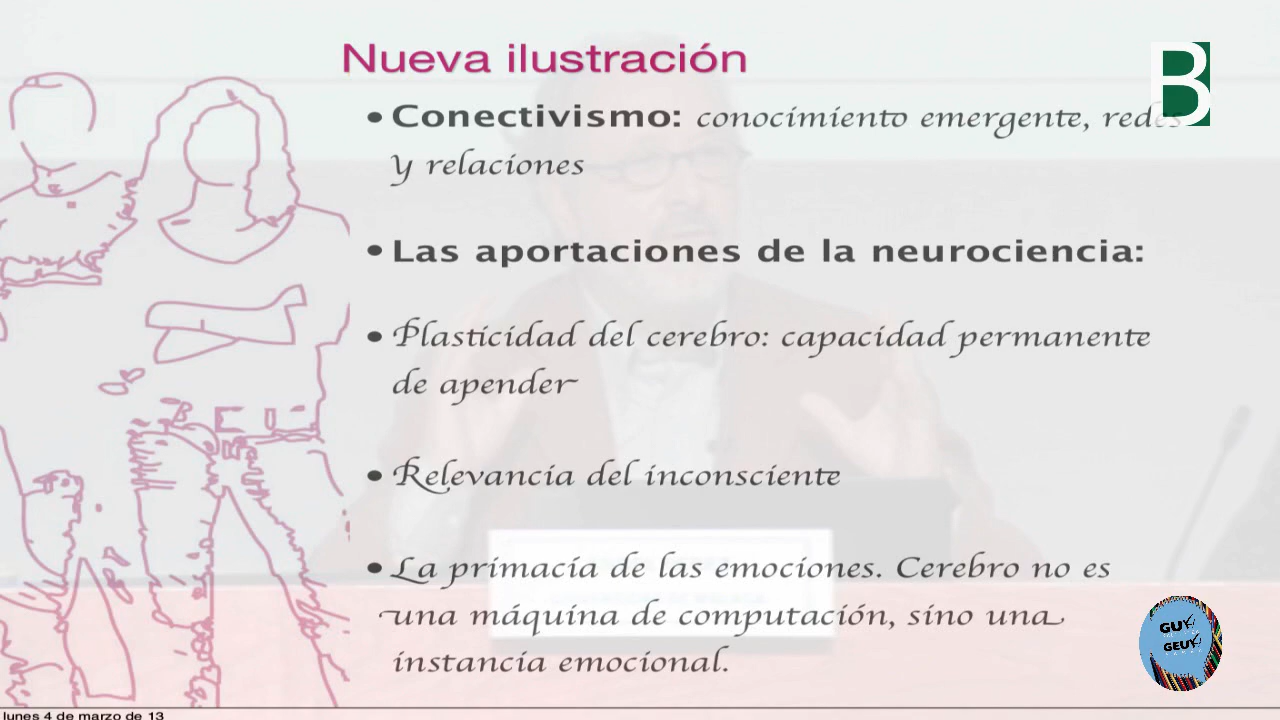 Nueva ilustración
B
• Conectivismo: conocimiento emergente, redes
y relaciones
• Las aportaciones de la neurociencia:
• Plasticidad del cerebro: capacidad permanente
de apender
• Relevancia del inconsciente
• La primacía de las emociones. Cerebro no es
una máquina de computación, sino una
instancia emocional.
GUY
GEUY
lunes 4 de marzo de 13